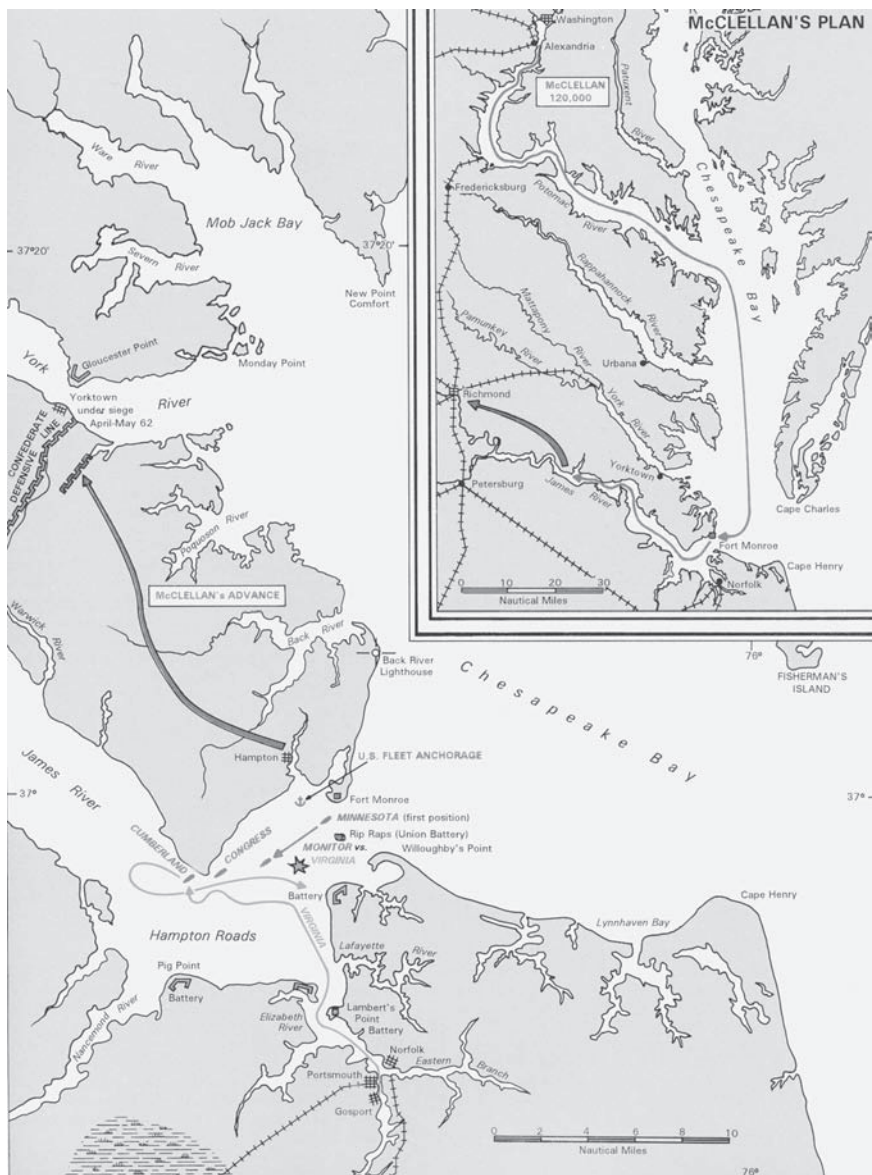 McCLELLAN'S PLAN
Washington
Alexandria
McCLELLAN
120,000
Patuxent
River
Chesapeake
Bay
Fredericksburg
Potomac
River
Rappahannock
River
Mattapony
River
Pamunkey
River
Urbana
York
River
Richmond
Yorktown
Petersburg
James
River
Cape Charles
Fort Monroe
Cape Henry
Norfolk
0 10 20 30
Nautical Miles
Ware
River
Mob Jack Bay
37°20'
37°20'
Severn
River
New Point
Comfort
Gloucester Point
Monday Point
York
River
Yorktown
under siege
April-May 62
CONFEDERATE
DEFENSIVE LINE
Poquoson River
McCLELLAN's ADVANCE
Warwick
River
Back River
Back River
Lighthouse
76°
FISHERMAN'S
ISLAND
Chesapeake Bay
Hampton
U.S. FLEET ANCHORAGE
James
River
37°
37°
Fort Monroe
MINNESOTA (first position)
CUMBERLAND
CONGRESS
Rip Raps (Union Battery)
MONITOR vs.
VIRGINIA
Willoughby's Point
Battery
VIRGINIA
Cape Henry
Lynnhaven Bay
Hampton Roads
Lafayette
River
Pig Point
Battery
Nancemond River
Elizabeth
River
Lambert's
Point
Battery
Norfolk
Eastern
Branch
Portsmouth
Gosport
0 2 4 6 8 10
Nautical Miles
76°